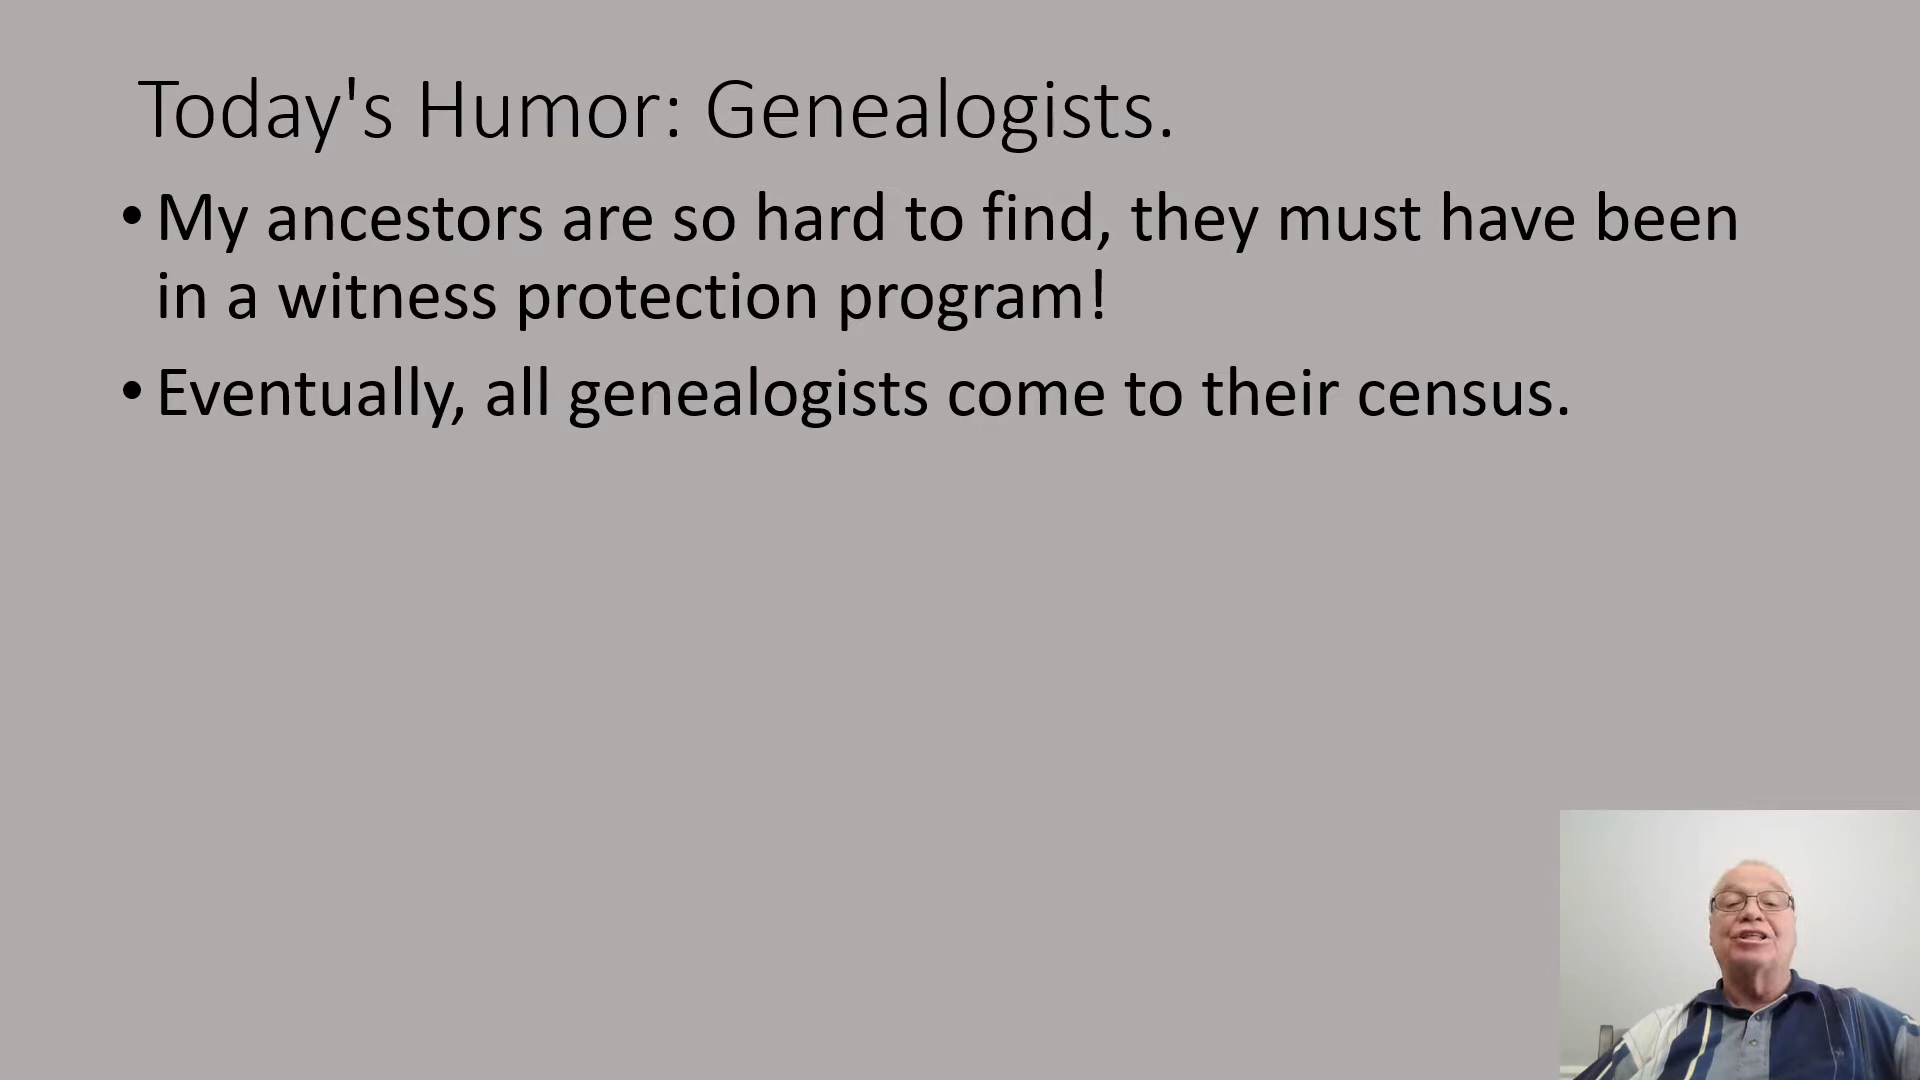 Today's Humor: Genealogists.
• My ancestors are so hard to find, they must have been
in a witness protection program!
• Eventually, all genealogists come to their census.